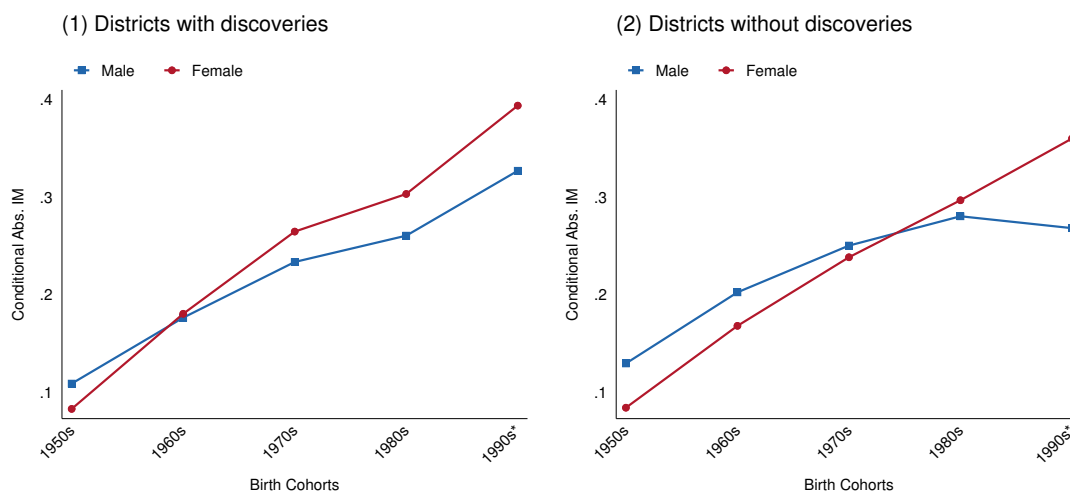 (1) Districts with discoveries
Male Female
.4
.3
.2
.1
Conditional Abs. IM
1950s
1960s
1970s
1980s
1990s*
Birth Cohorts
(2) Districts without discoveries
Male Female
.4
.3
.2
.1
Conditional Abs. IM
1950s
1960s
1970s
1980s
1990s*
Birth Cohorts